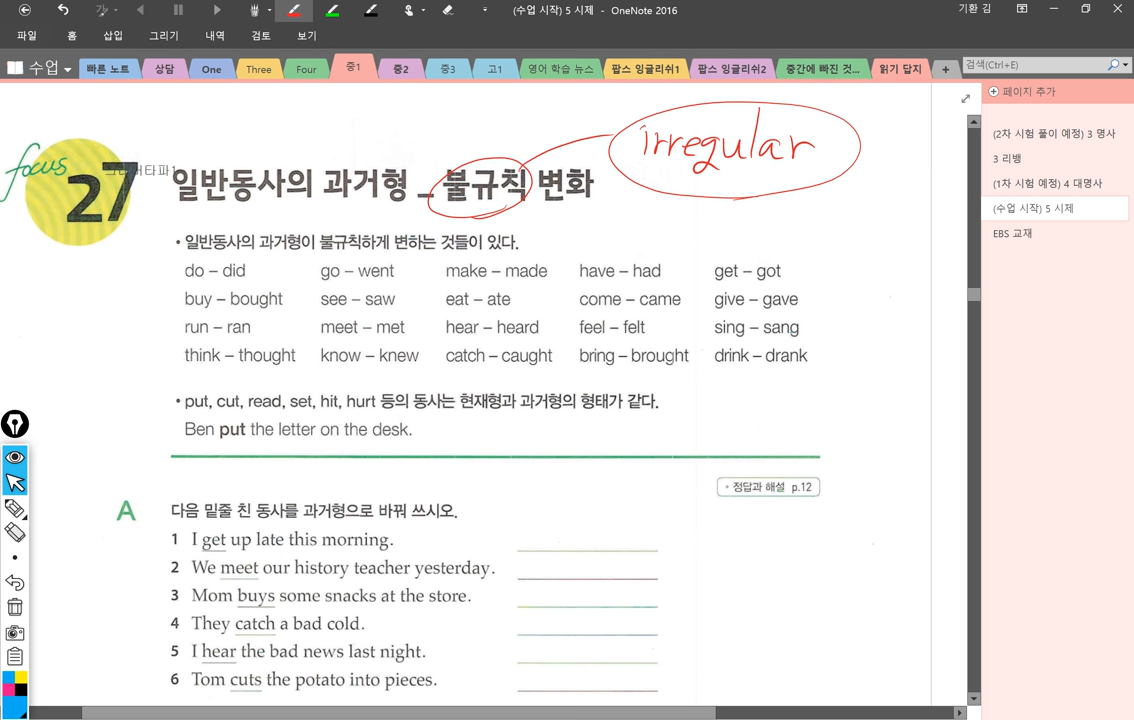 (수업 시작) 5 시제 - OneNote 2016
기환 김
파일 홈 삽입 그리기 내역 검토 보기
수업 빠른 노트 상담 One Three Four 중1 중2 중3 고1 영어 학습 뉴스 팝스 잉글리쉬1 팝스 잉글리쉬2 중간에 빠진 것... 읽기 답지 + 검색(Ctrl+E)
페이지 추가
(2차 시험 풀이 예정) 3 명사
3 리뱅
(1차 시험 예정) 4 대명사
(수업 시작) 5 시제
EBS 교재
irregular
focus
27 일반동사의 과거형 _ 불규칙 변화
• 일반동사의 과거형이 불규칙하게 변하는 것들이 있다.
do – did go – went make – made have – had get – got
buy – bought see – saw eat – ate come – came give – gave
run – ran meet – met hear – heard feel – felt sing – sang
think – thought know – knew catch – caught bring – brought drink – drank
• put, cut, read, set, hit, hurt 등의 동사는 현재형과 과거형의 형태가 같다.
Ben put the letter on the desk.
• 정답과 해설 p.12
A 다음 밑줄 친 동사를 과거형으로 바꿔 쓰시오.
1 I get up late this morning.
2 We meet our history teacher yesterday.
3 Mom buys some snacks at the store.
4 They catch a bad cold.
5 I hear the bad news last night.
6 Tom cuts the potato into pieces.